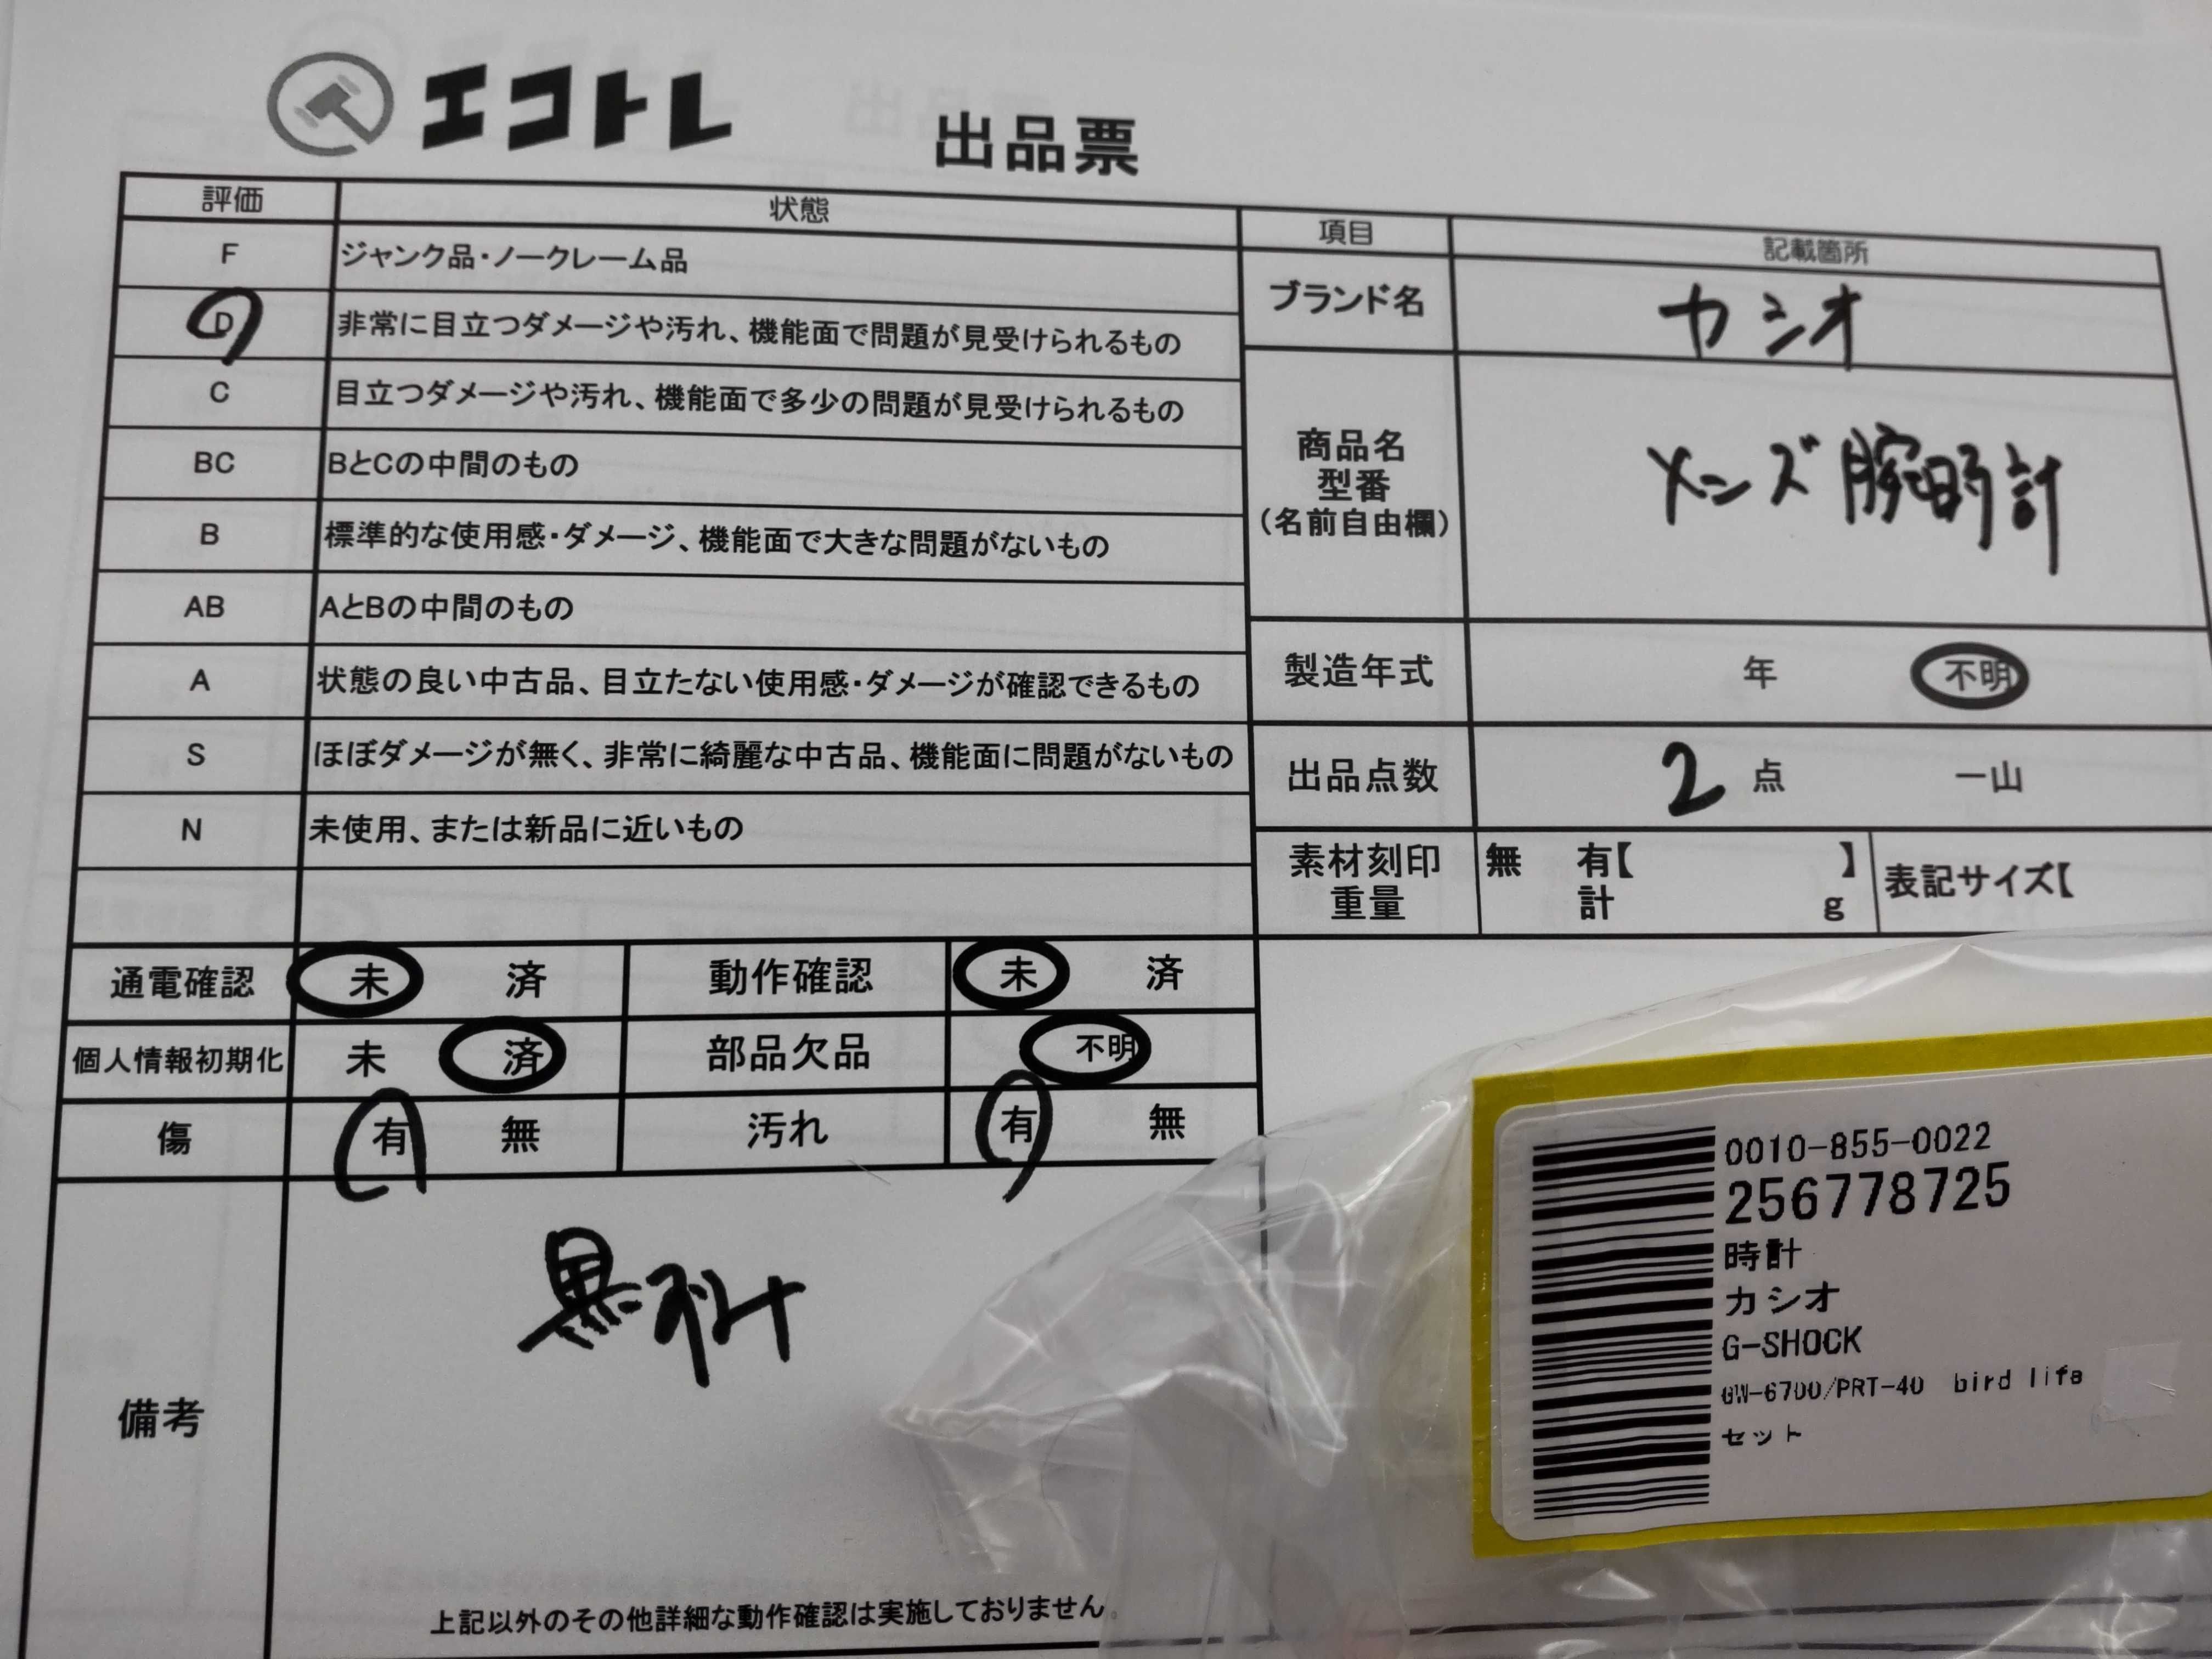 エコトレ 出品票
評価 状態
F ジャンク品・ノークレーム品
D 非常に目立つダメージや汚れ、機能面で問題が見受けられるもの
C 目立つダメージや汚れ、機能面で多少の問題が見受けられるもの
BC BとCの中間のもの
B 標準的な使用感・ダメージ、機能面で大きな問題がないもの
AB AとBの中間のもの
A 状態の良い中古品、目立たない使用感・ダメージが確認できるもの
S ほぼダメージが無く、非常に綺麗な中古品、機能面に問題がないもの
N 未使用、または新品に近いもの
項目 記載箇所
ブランド名 カシオ
商品名
型番
(名前自由欄)
メンズ腕時計
製造年式 年 不明
出品点数 2 点 一山
素材刻印 無 有【 】
重量 計 g
表記サイズ【
通電確認 未 済 動作確認 未 済
個人情報初期化 未 済 部品欠品 不明
傷 有 無 汚れ 有 無
備考
上記以外のその他詳細な動作確認は実施しておりません。
0010-855-0022
256778725
時計
カシオ
G-SHOCK
GW-6700/PRT-40 bird life
セット